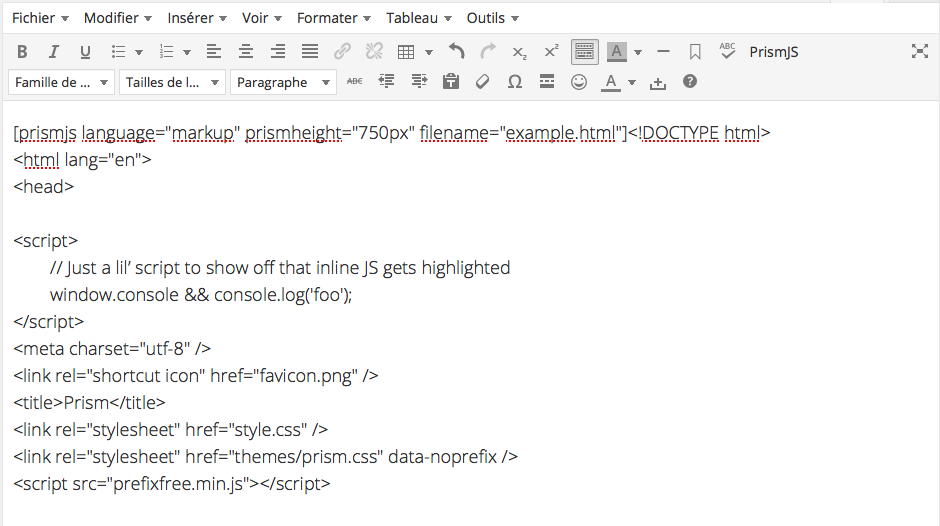 Fichier Modifier Insérer Voir Formater Tableau Outils
B I U x₂ x² A ABC PrismJS
Famille de ... Tailles de l... Paragraphe ABC T Ω A ?
[prismjs language="markup" prismheight="750px" filename="example.html"]<!DOCTYPE html>
<html lang="en">
<head>
<script>
// Just a lil’ script to show off that inline JS gets highlighted
window.console && console.log('foo');
</script>
<meta charset="utf-8" />
<link rel="shortcut icon" href="favicon.png" />
<title>Prism</title>
<link rel="stylesheet" href="style.css" />
<link rel="stylesheet" href="themes/prism.css" data-noprefix />
<script src="prefixfree.min.js"></script>